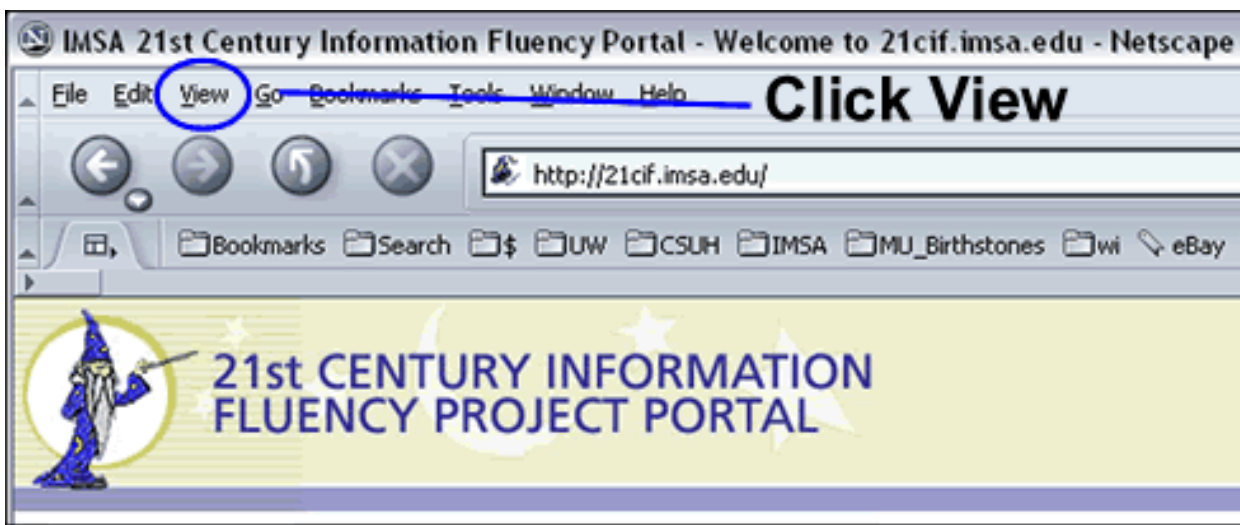 IMSA 21st Century Information Fluency Portal - Welcome to 21cif.imsa.edu - Netscape
File Edit View Go Bookmarks Tools Window Help
Click View
http://21cif.imsa.edu/
Bookmarks Search $ UW CSUH IMSA MU_Birthstones wi eBay
21st CENTURY INFORMATION
FLUENCY PROJECT PORTAL